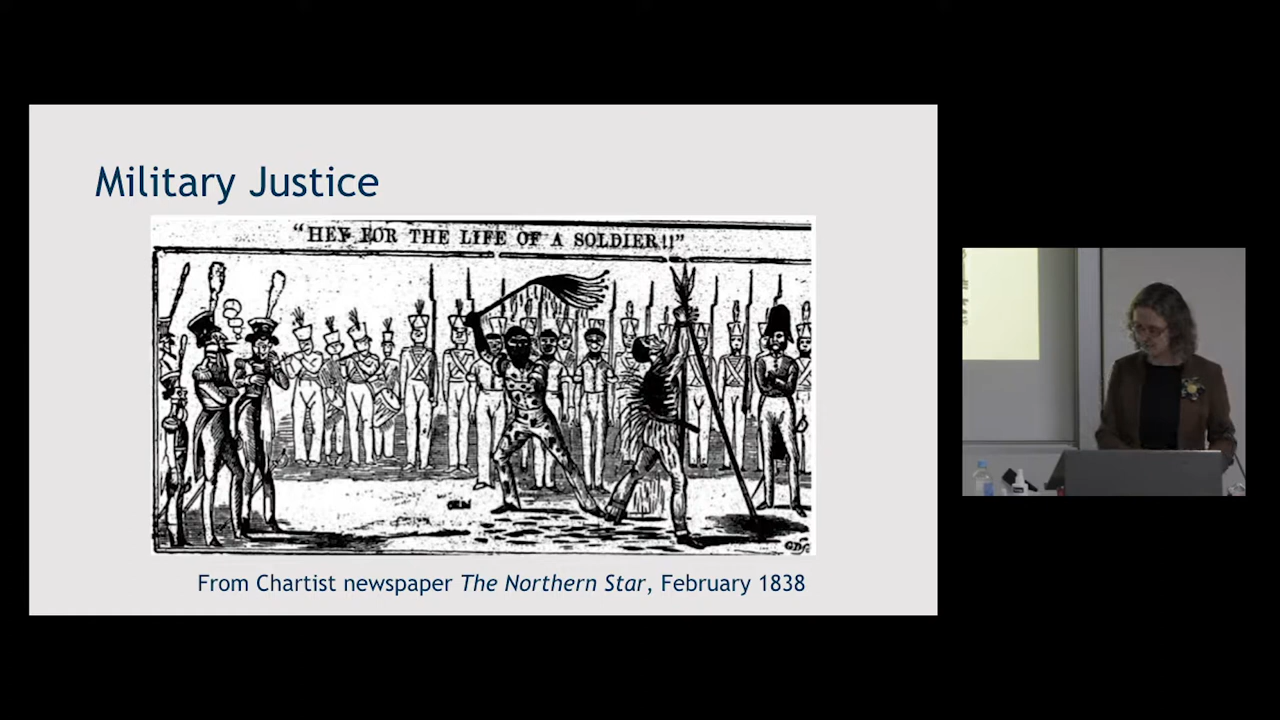 Military Justice
"HEY FOR THE LIFE OF A SOLDIER!!"
From Chartist newspaper The Northern Star, February 1838